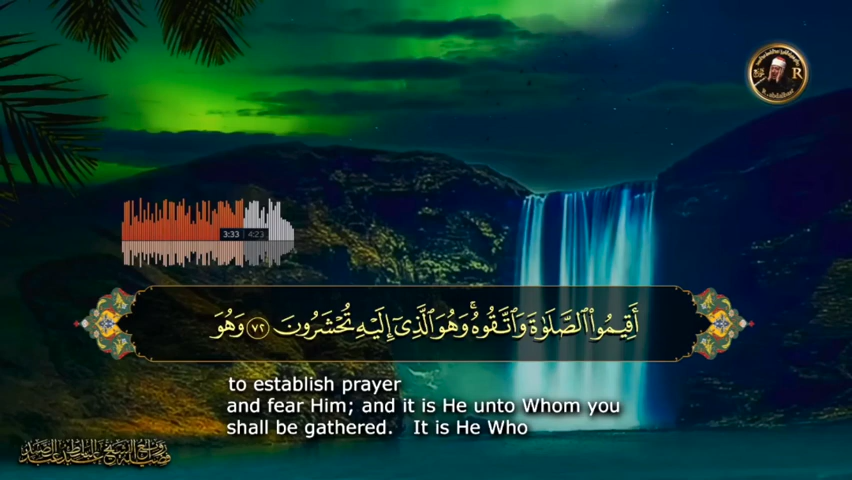 3:33 4:23
أَقِيمُوا۟ ٱلصَّلَوٰةَ وَٱتَّقُوهُ ۚ وَهُوَ ٱلَّذِىٓ إِلَيْهِ تُحْشَرُونَ ٧٢ وَهُوَ
to establish prayer
and fear Him; and it is He unto Whom you
shall be gathered. It is He Who